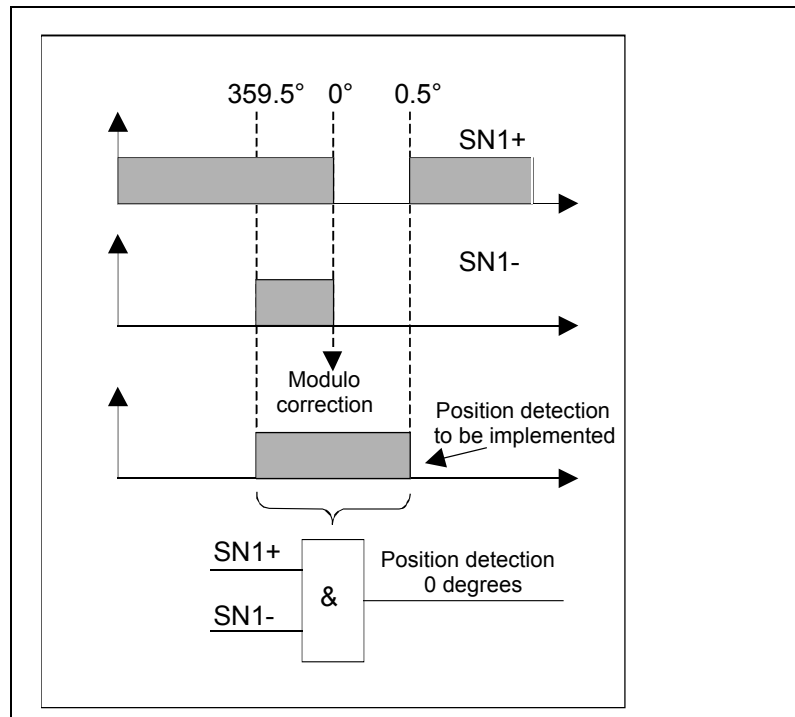 359.5° 0° 0.5°
SN1+
SN1-
Modulo
correction
Position detection
to be implemented
SN1+
Position detection
0 degrees
&
SN1-